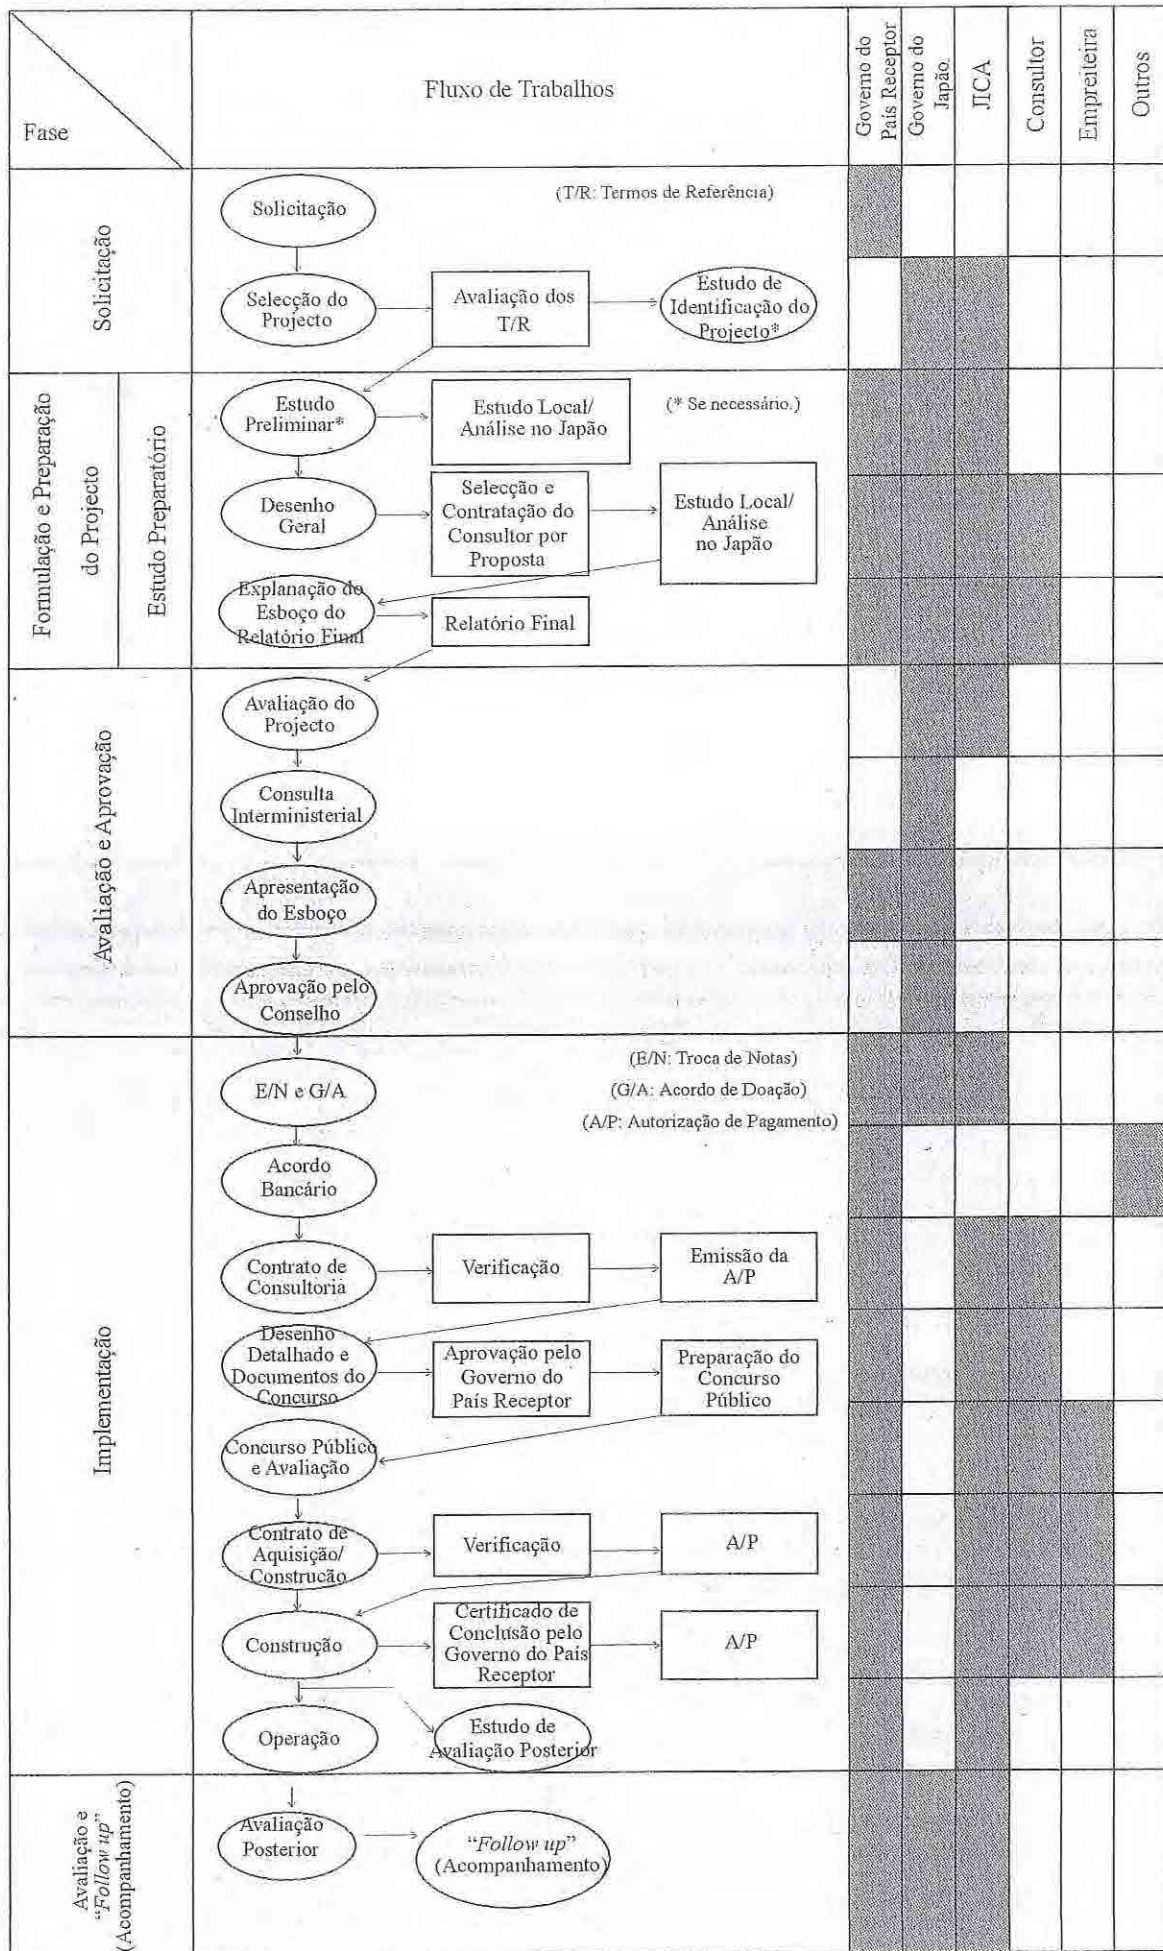 Fase
Fluxo de Trabalhos
Governo do
País Receptor
Governo do
Japão
JICA
Consultor
Empreiteira
Outros
Solicitação
Solicitação
(T/R: Termos de Referência)
Selecção do
Projecto
Avaliação dos
T/R
Estudo de
Identificação do
Projecto*
Formulação e Preparação
do Projecto
Estudo Preparatório
Estudo
Preliminar*
Estudo Local/
Análise no Japão
(* Se necessário.)
Desenho
Geral
Selecção e
Contratação do
Consultor por
Proposta
Estudo Local/
Análise
no Japão
Explanação do
Esboço do
Relatório Final
Relatório Final
Avaliação e Aprovação
Avaliação do
Projecto
Consulta
Interministerial
Apresentação
do Esboço
Aprovação pelo
Conselho
Implementação
E/N e G/A
(E/N: Troca de Notas)
(G/A: Acordo de Doação)
(A/P: Autorização de Pagamento)
Acordo
Bancário
Contrato de
Consultoria
Verificação
Emissão da
A/P
Desenho
Detalhado e
Documentos do
Concurso
Aprovação pelo
Governo do
País Receptor
Preparação do
Concurso
Público
Concurso Público
e Avaliação
Contrato de
Aquisição/
Construcão
Verificação
A/P
Construção
Certificado de
Conclusão pelo
Governo do País
Receptor
A/P
Operação
Estudo de
Avaliação Posterior
Avaliação e
"Follow up"
(Acompanhamento)
Avaliação
Posterior
"Follow up"
(Acompanhamento)